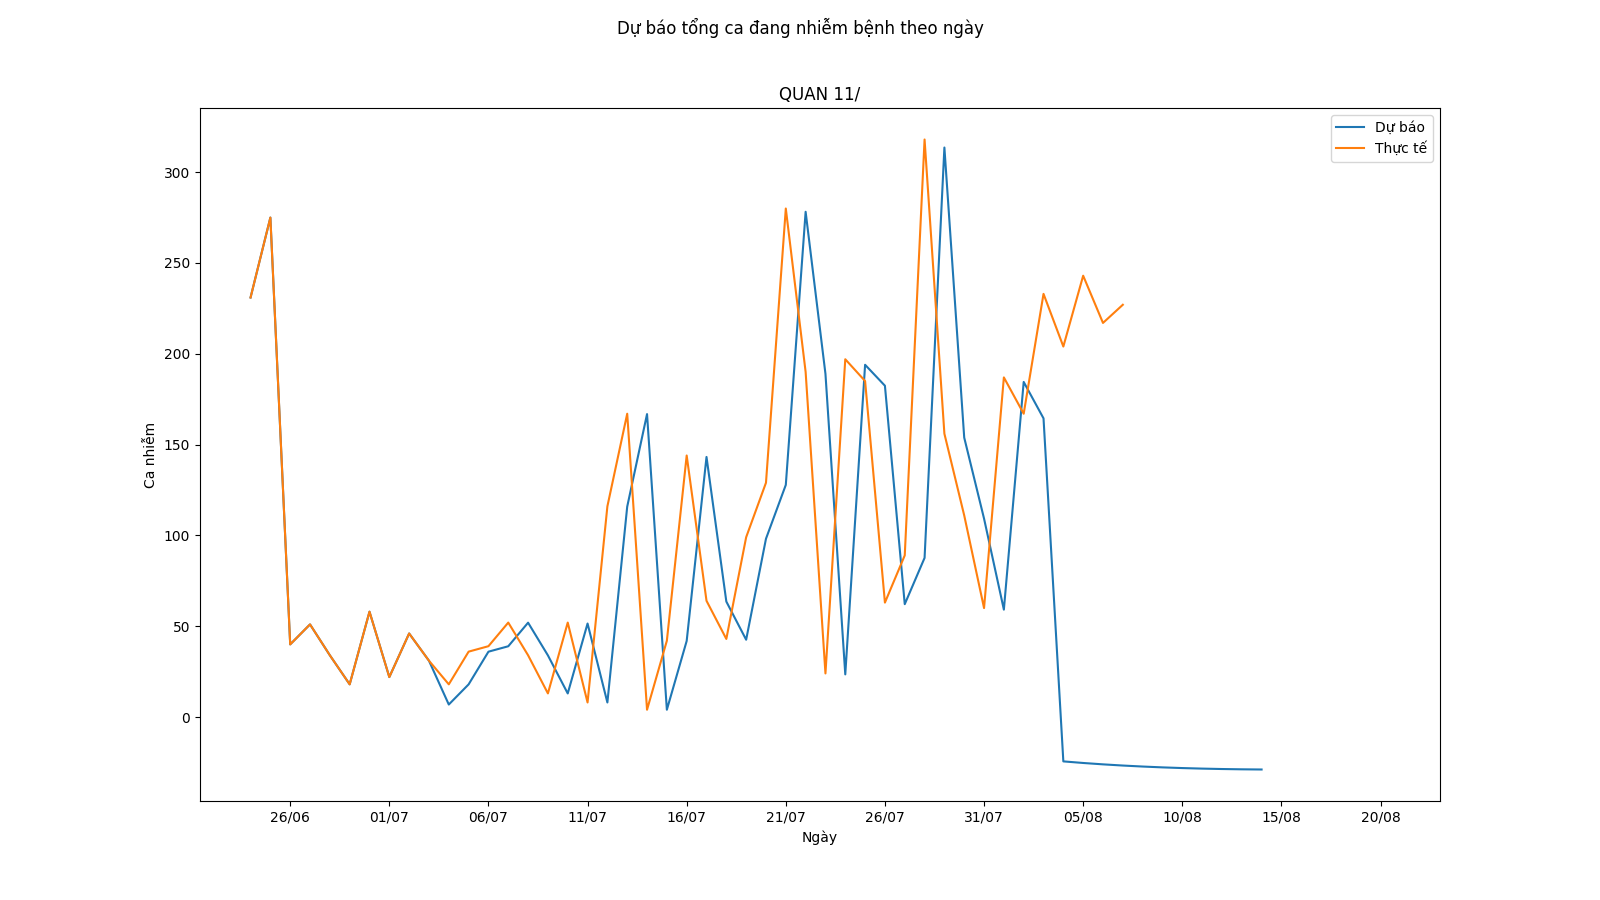 Dự báo tổng ca đang nhiễm bệnh theo ngày
QUAN 11/
Dự báo
Thực tế
300
250
200
150
100
50
0
Ca nhiễm
26/06 01/07 06/07 11/07 16/07 21/07 26/07 31/07 05/08 10/08 15/08 20/08
Ngày